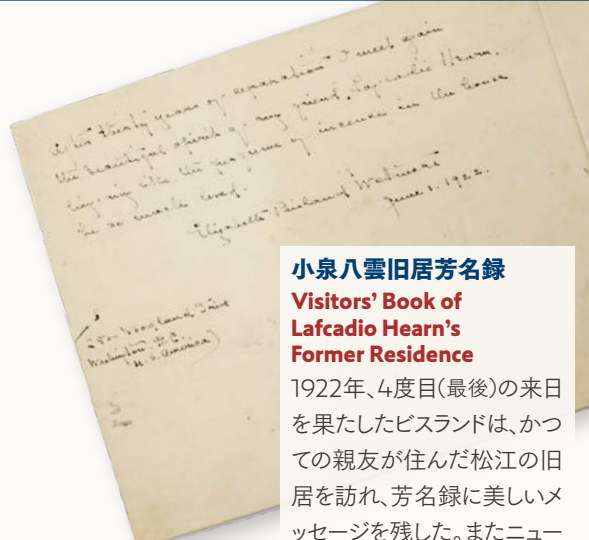 After thirty years of separation I meet again
the beautiful spirit of my friend, Lafcadio Hearn,
lingering like the perfume of incense in the house
he so much loved.
Elizabeth Bisland Wetmore
June 1. 1922.
Woodland Drive
Washington. D.C.
U.S. America)
小泉八雲旧居芳名録
Visitors’ Book of
Lafcadio Hearn’s
Former Residence
1922年、4度目(最後)の来日
を果たしたビスランドは、かつ
ての親友が住んだ松江の旧
居を訪れ、芳名録に美しいメ
ッセージを残した。またニュー